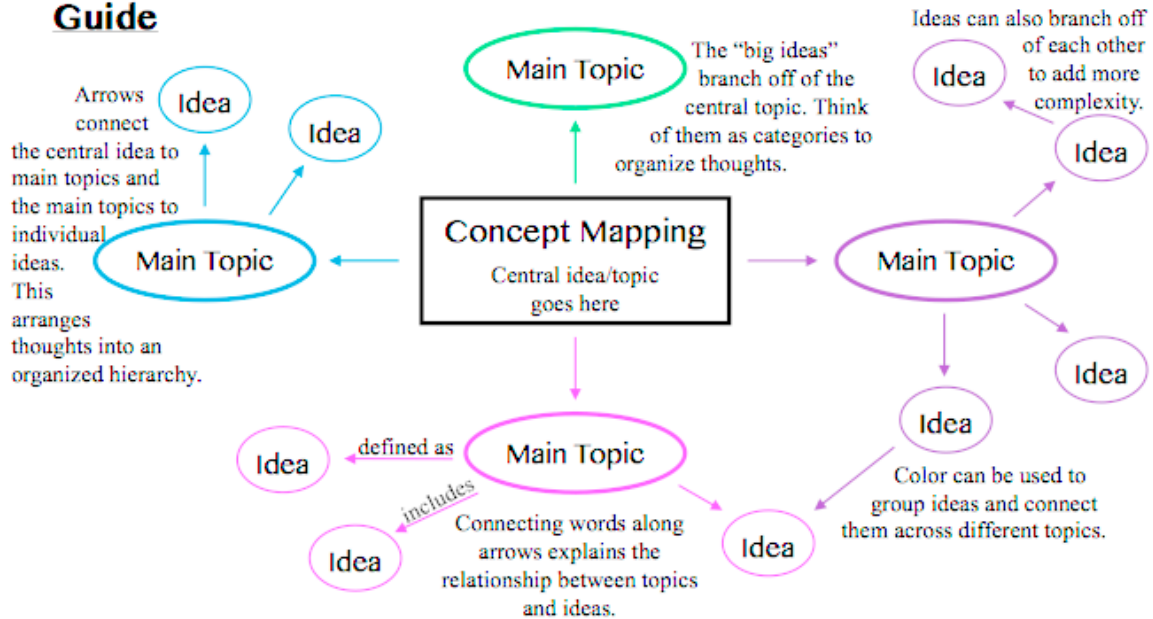 Guide
Arrows
connect
the central idea to
main topics and
the main topics to
individual
ideas.
This
arranges
thoughts into an
organized hierarchy.
Idea
Idea
Main Topic
Main Topic
The “big ideas”
branch off of the
central topic. Think
of them as categories to
organize thoughts.
Concept Mapping
Central idea/topic
goes here
Ideas can also branch off
of each other
to add more
complexity.
Idea
Idea
Main Topic
Idea
Idea
Color can be used to
group ideas and connect
them across different topics.
Main Topic
defined as
Idea
includes
Idea
Idea
Connecting words along
arrows explains the
relationship between topics
and ideas.